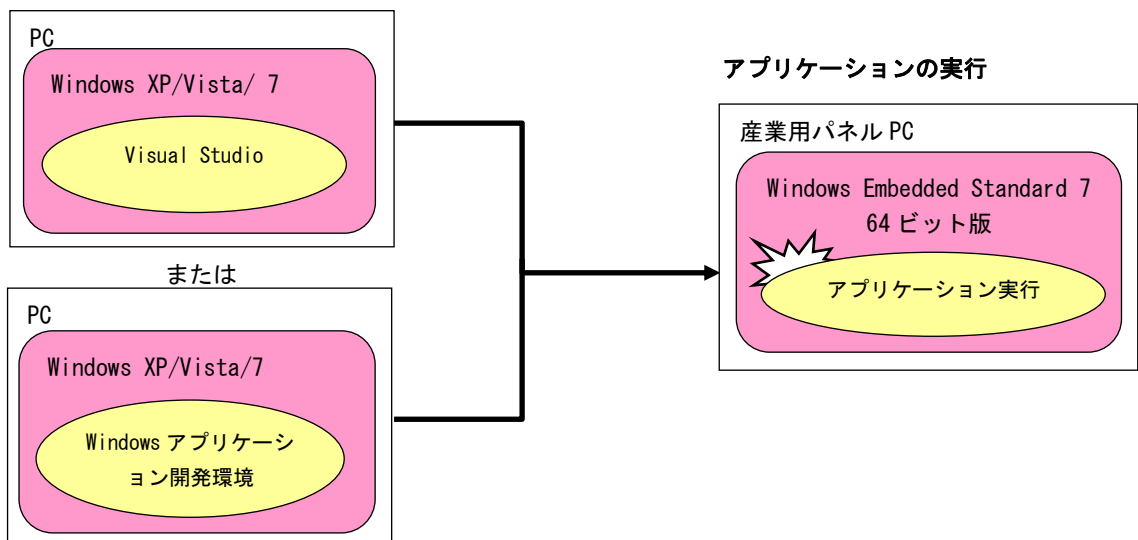 PC
Windows XP/Vista/ 7
Visual Studio
または
PC
Windows XP/Vista/7
Windows アプリケーシ
ョン開発環境
アプリケーションの実行
産業用パネル PC
Windows Embedded Standard 7
64 ビット版
アプリケーション実行